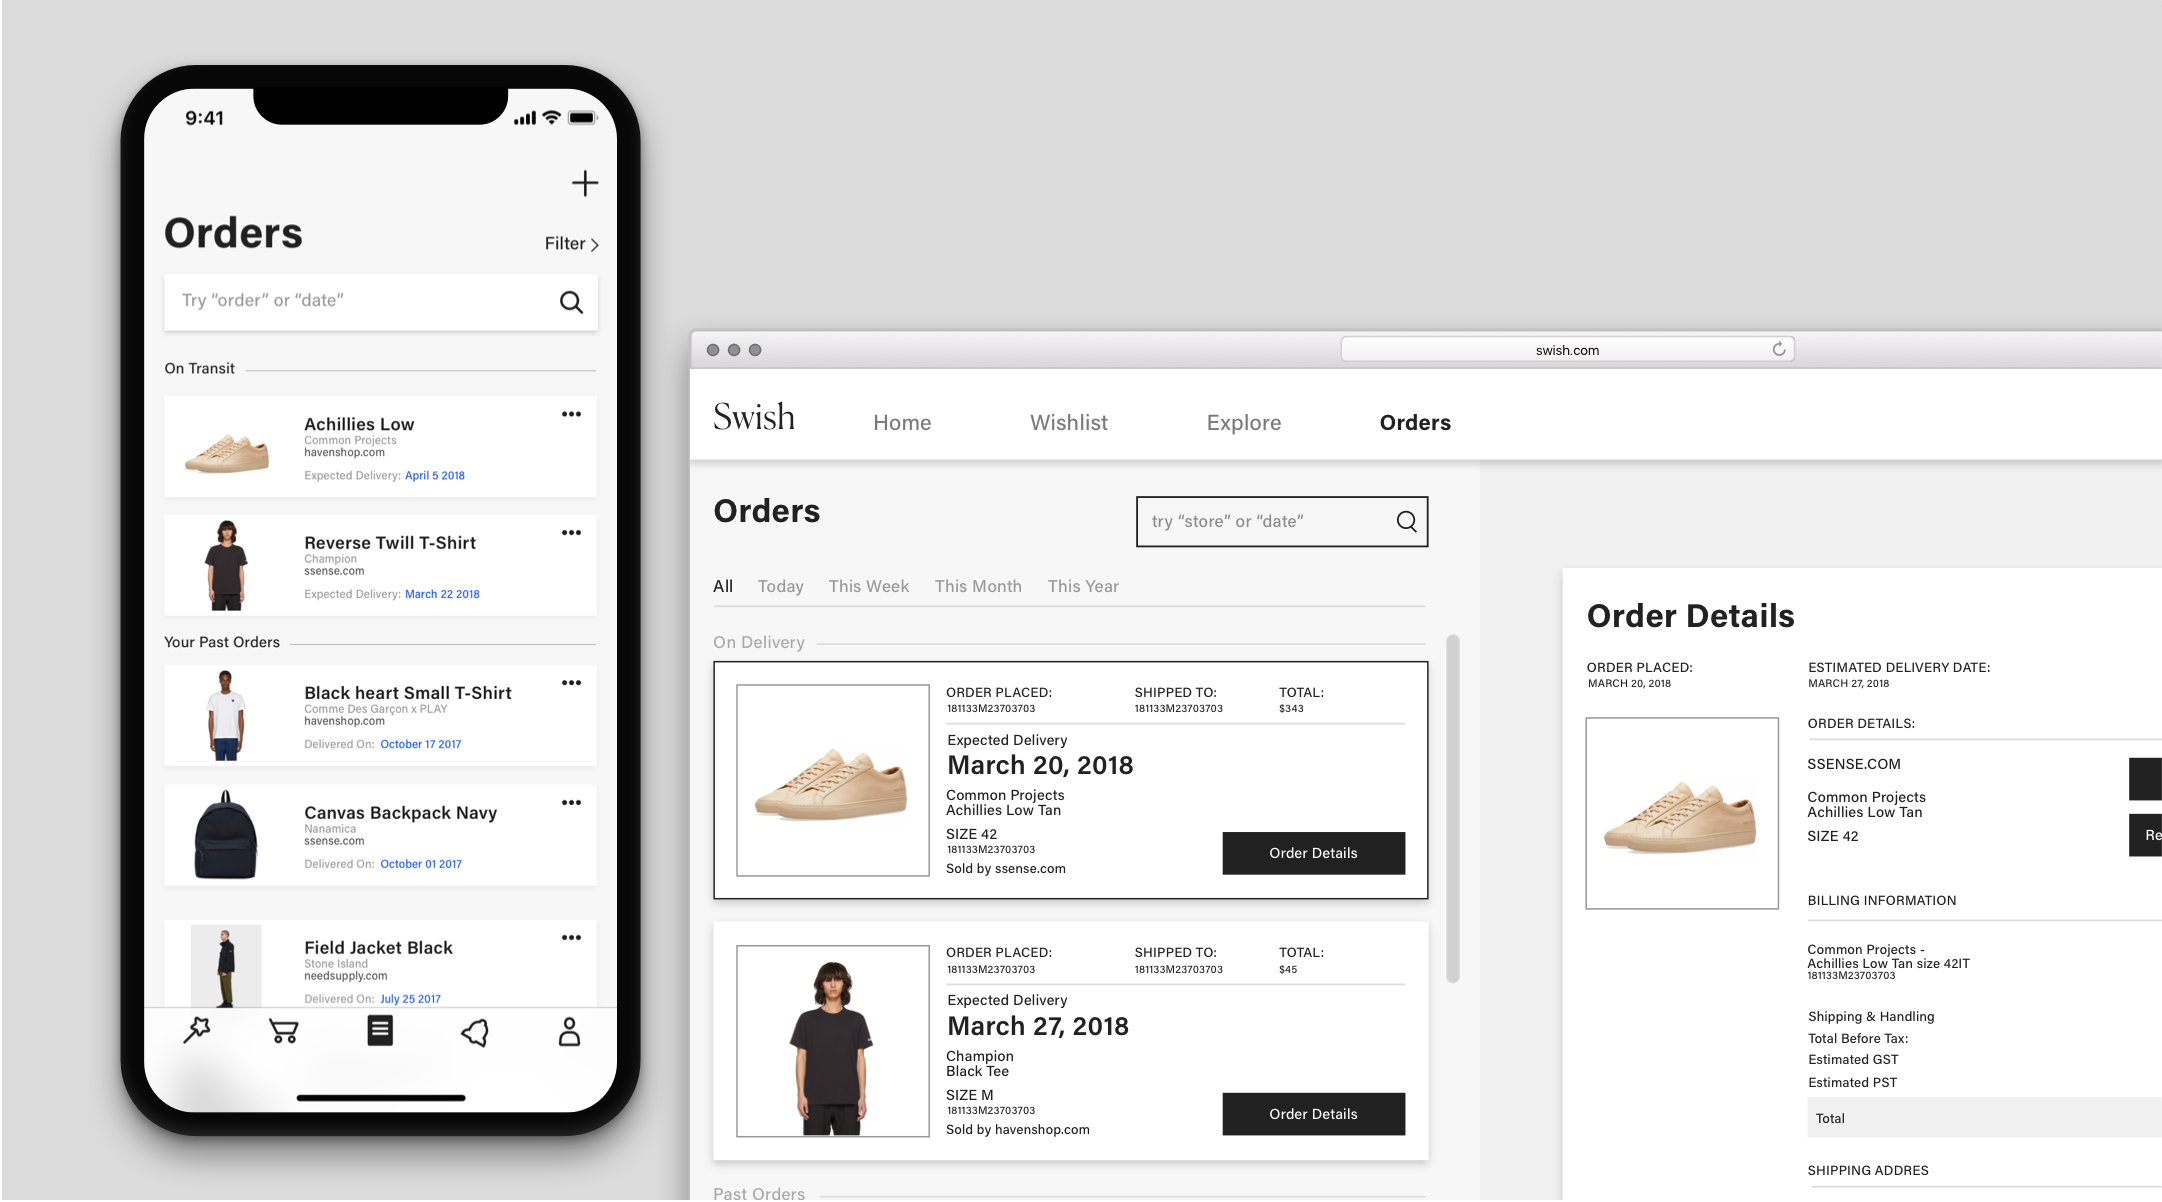 9:41
Orders
Filter
Try “order” or “date”
On Transit
Achillies Low
Common Projects
havenshop.com
Expected Delivery: April 5 2018
Reverse Twill T-Shirt
Champion
ssense.com
Expected Delivery: March 22 2018
Your Past Orders
Black heart Small T-Shirt
Comme Des Garçon x PLAY
havenshop.com
Delivered On: October 17 2017
Canvas Backpack Navy
Nanamica
ssense.com
Delivered On: October 01 2017
Field Jacket Black
Stone Island
needsupply.com
Delivered On: July 25 2017
swish.com
Swish Home Wishlist Explore Orders
Orders
try “store” or “date”
All Today This Week This Month This Year
On Delivery
ORDER PLACED: SHIPPED TO: TOTAL:
181133M23703703 181133M23703703 $343
Expected Delivery
March 20, 2018
Common Projects
Achillies Low Tan
SIZE 42
181133M23703703
Sold by ssense.com
Order Details
ORDER PLACED: SHIPPED TO: TOTAL:
181133M23703703 181133M23703703 $45
Expected Delivery
March 27, 2018
Champion
Black Tee
SIZE M
181133M23703703
Sold by havenshop.com
Order Details
Past Orders
Order Details
ORDER PLACED: ESTIMATED DELIVERY DATE:
MARCH 20, 2018 MARCH 27, 2018
ORDER DETAILS:
SSENSE.COM
Common Projects
Achillies Low Tan
SIZE 42
Re
BILLING INFORMATION
Common Projects -
Achillies Low Tan size 42IT
181133M23703703
Shipping & Handling
Total Before Tax:
Estimated GST
Estimated PST
Total
SHIPPING ADDRES